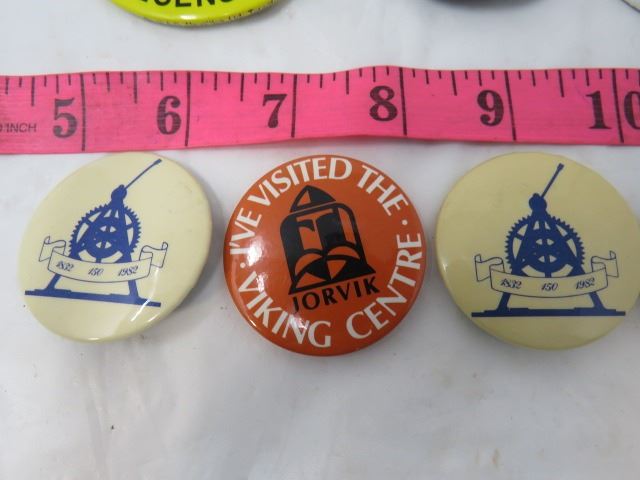 5 6 7 8 9 10
INCH
1832 150 1982
· I'VE VISITED THE ·
VIKING CENTRE
JORVIK
1832 150 1982